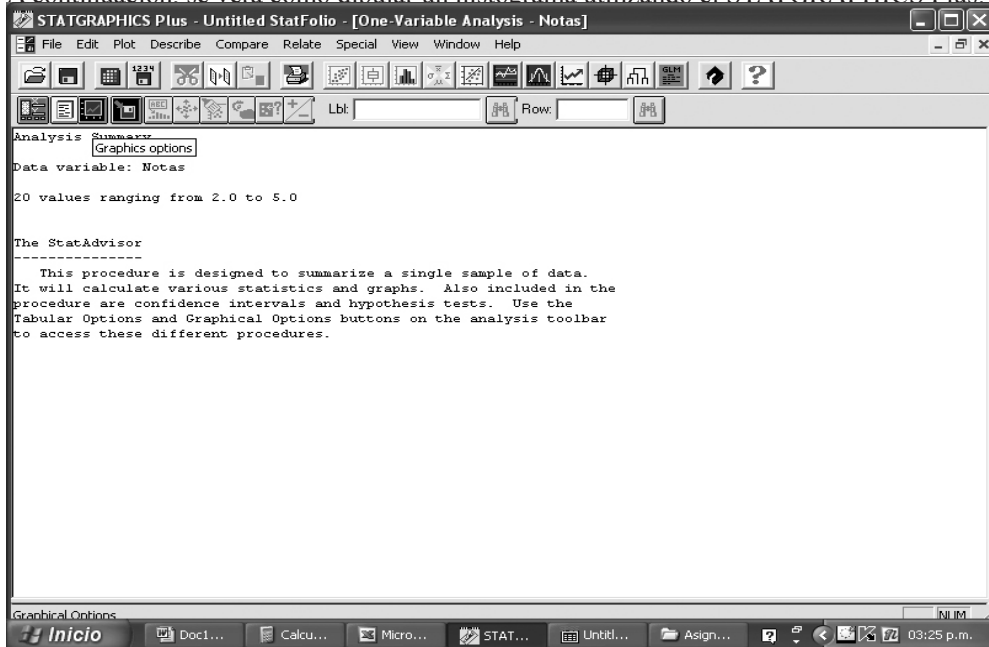 STATGRAPHICS Plus - Untitled StatFolio - [One-Variable Analysis - Notas]
File Edit Plot Describe Compare Relate Special View Window Help
Lbl: Row:
Analysis Summary
Graphics options
Data variable: Notas
20 values ranging from 2.0 to 5.0
The StatAdvisor
---------------
This procedure is designed to summarize a single sample of data.
It will calculate various statistics and graphs. Also included in the
procedure are confidence intervals and hypothesis tests. Use the
Tabular Options and Graphical Options buttons on the analysis toolbar
to access these different procedures.
Graphical Options NUM
Inicio Doc1... Calcu... Micro... STAT... Untitl... Asign... 03:25 p.m.